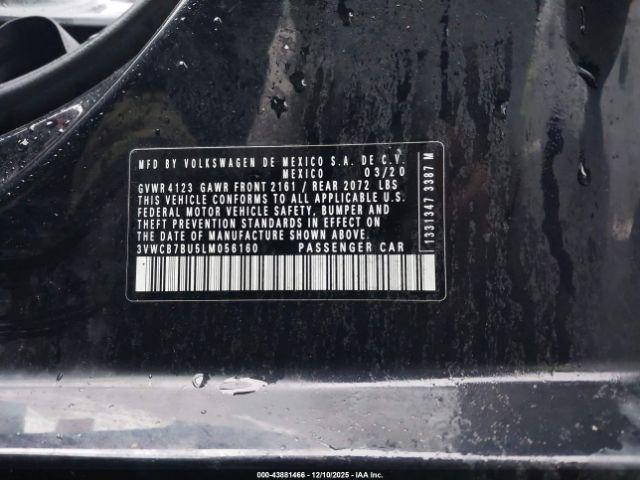 MFD BY VOLKSWAGEN DE MEXICO S.A. DE C.V.
MEXICO 03/20
GVWR 4123 GAWR FRONT 2161 / REAR 2072 LBS
THIS VEHICLE CONFORMS TO ALL APPLICABLE U.S.
FEDERAL MOTOR VEHICLE SAFETY, BUMPER AND
THEFT PREVENTION STANDARDS IN EFFECT ON
DATE OF MANUFACTURE SHOWN ABOVE.
3VWCB7BU5LM056160 PASSENGER CAR
1331347 3387 M
000-43881466 – 12/10/2025 – IAA Inc.